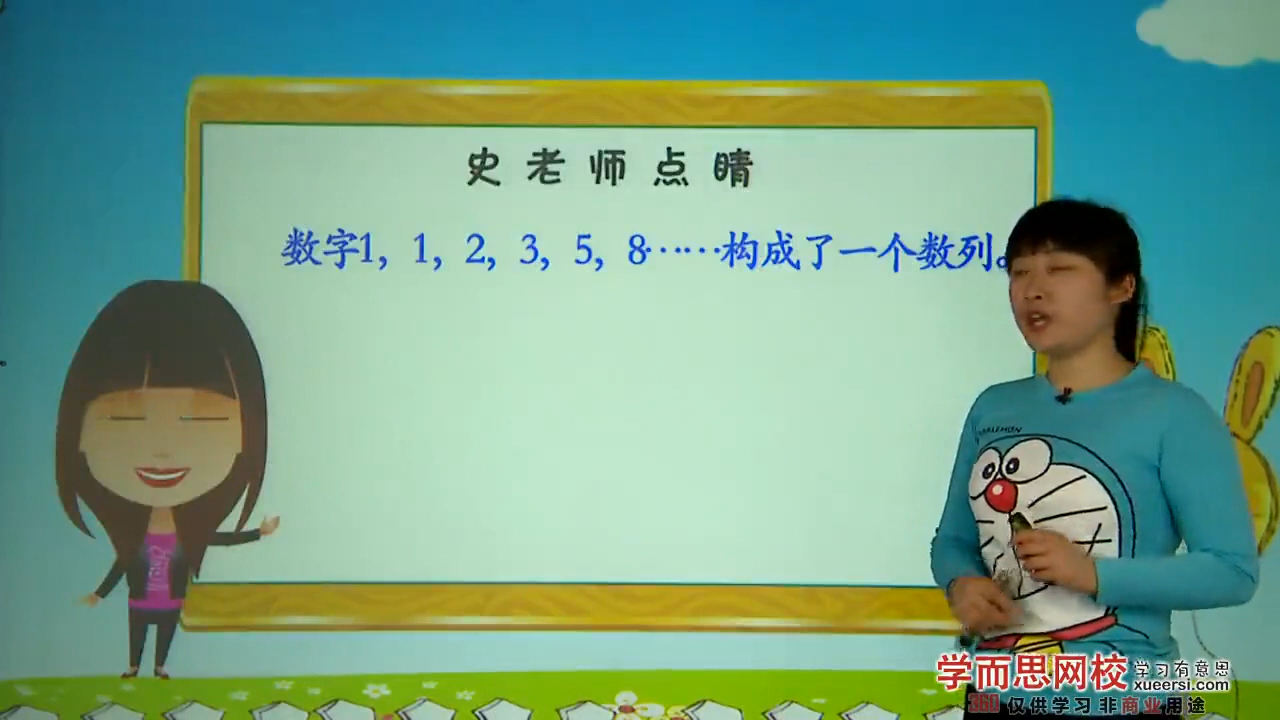 史老师点睛
数字1, 1, 2, 3, 5, 8……构成了一个数列。
学而思网校 学习有意思
xueersi.com
360 仅供学习 非商业用途